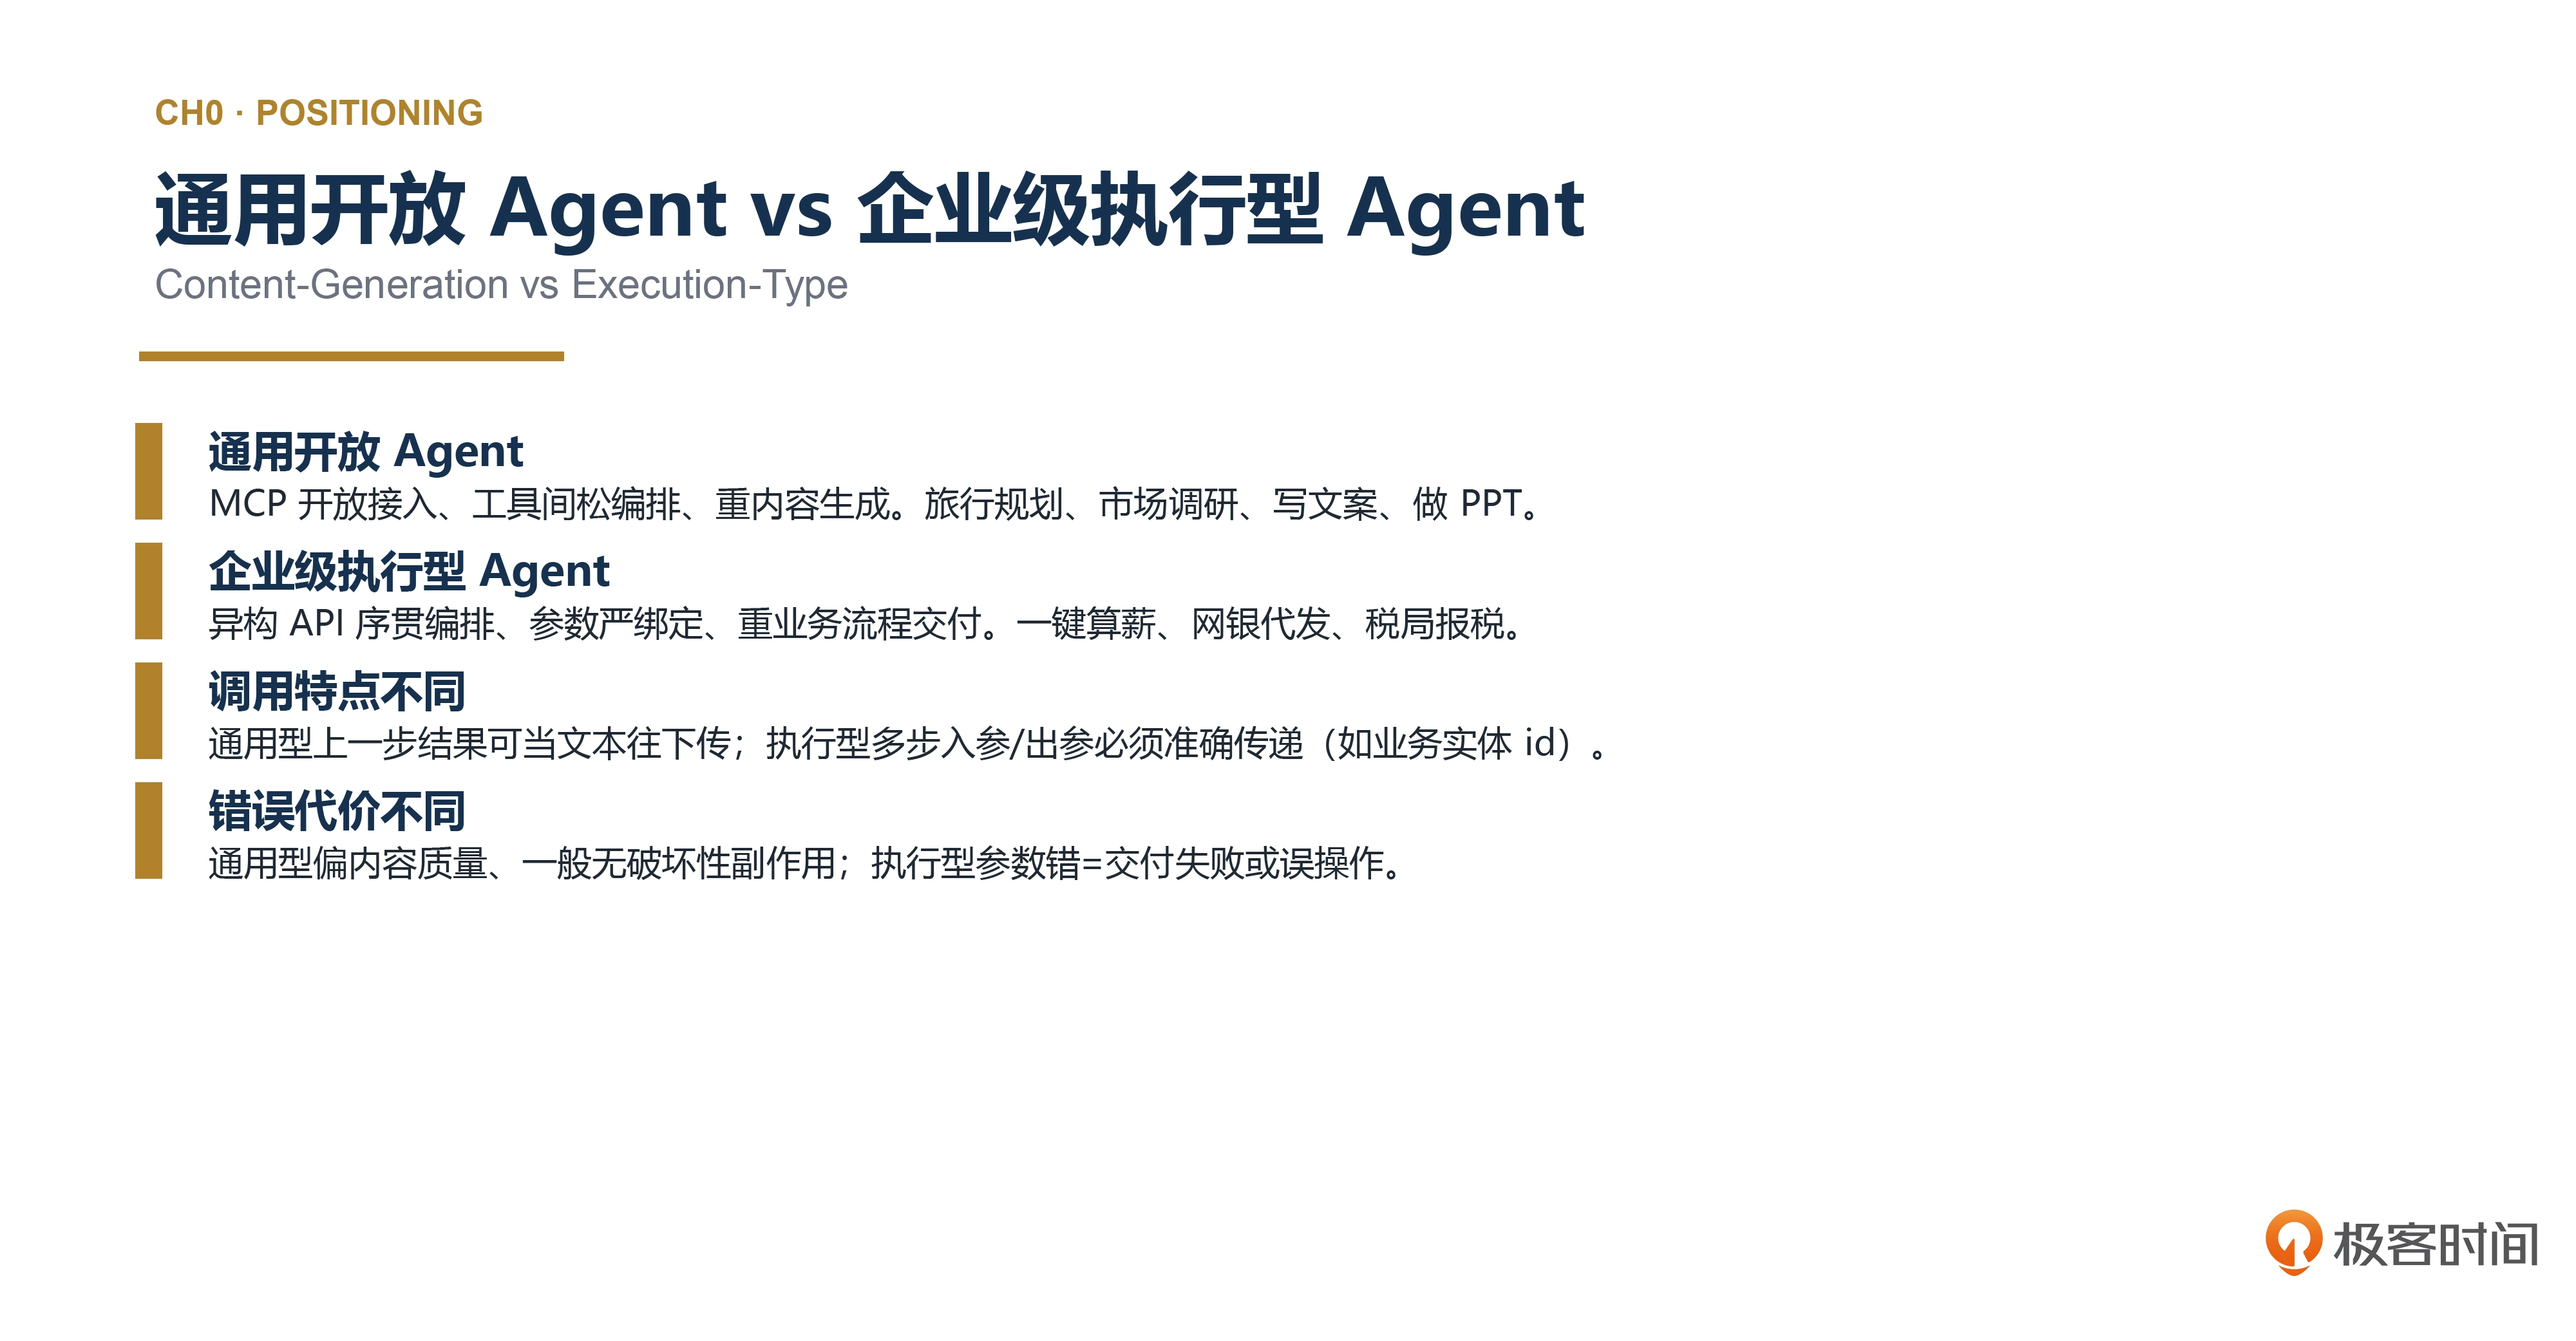 CH0 · POSITIONING
通用开放 Agent vs 企业级执行型 Agent
Content-Generation vs Execution-Type
通用开放 Agent
MCP 开放接入、工具间松编排、重内容生成。旅行规划、市场调研、写文案、做 PPT。
企业级执行型 Agent
异构 API 序贯编排、参数严绑定、重业务流程交付。一键算薪、网银代发、税局报税。
调用特点不同
通用型上一步结果可当文本往下传；执行型多步入参/出参必须准确传递（如业务实体 id）。
错误代价不同
通用型偏内容质量、一般无破坏性副作用；执行型参数错=交付失败或误操作。
极客时间